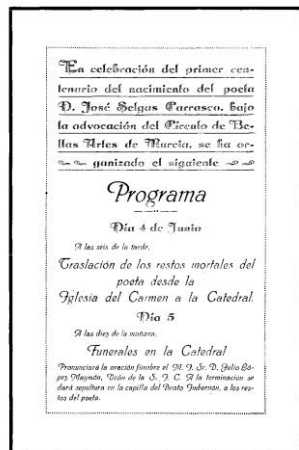 En celebración del primer cen-
tenario del nacimiento del poeta
D. José Selgas Carrasco, bajo
la advocación del Círculo de Be-
llas Artes de Murcia, se ha or-
ganizado el siguiente
Programa
Día 4 de Junio
A las seis de la tarde.
Traslación de los restos mortales del
poeta desde la
Iglesia del Carmen a la Catedral.
Día 5
A las diez de la mañana.
Funerales en la Catedral
Pronunciará la oración fúnebre el M. I. Sr. D. Julio Ló-
pez Maymón, Deán de la S. I. C. A la terminación se
dará sepultura en la capilla del Beato Hibernón, a los res-
tos del poeta.